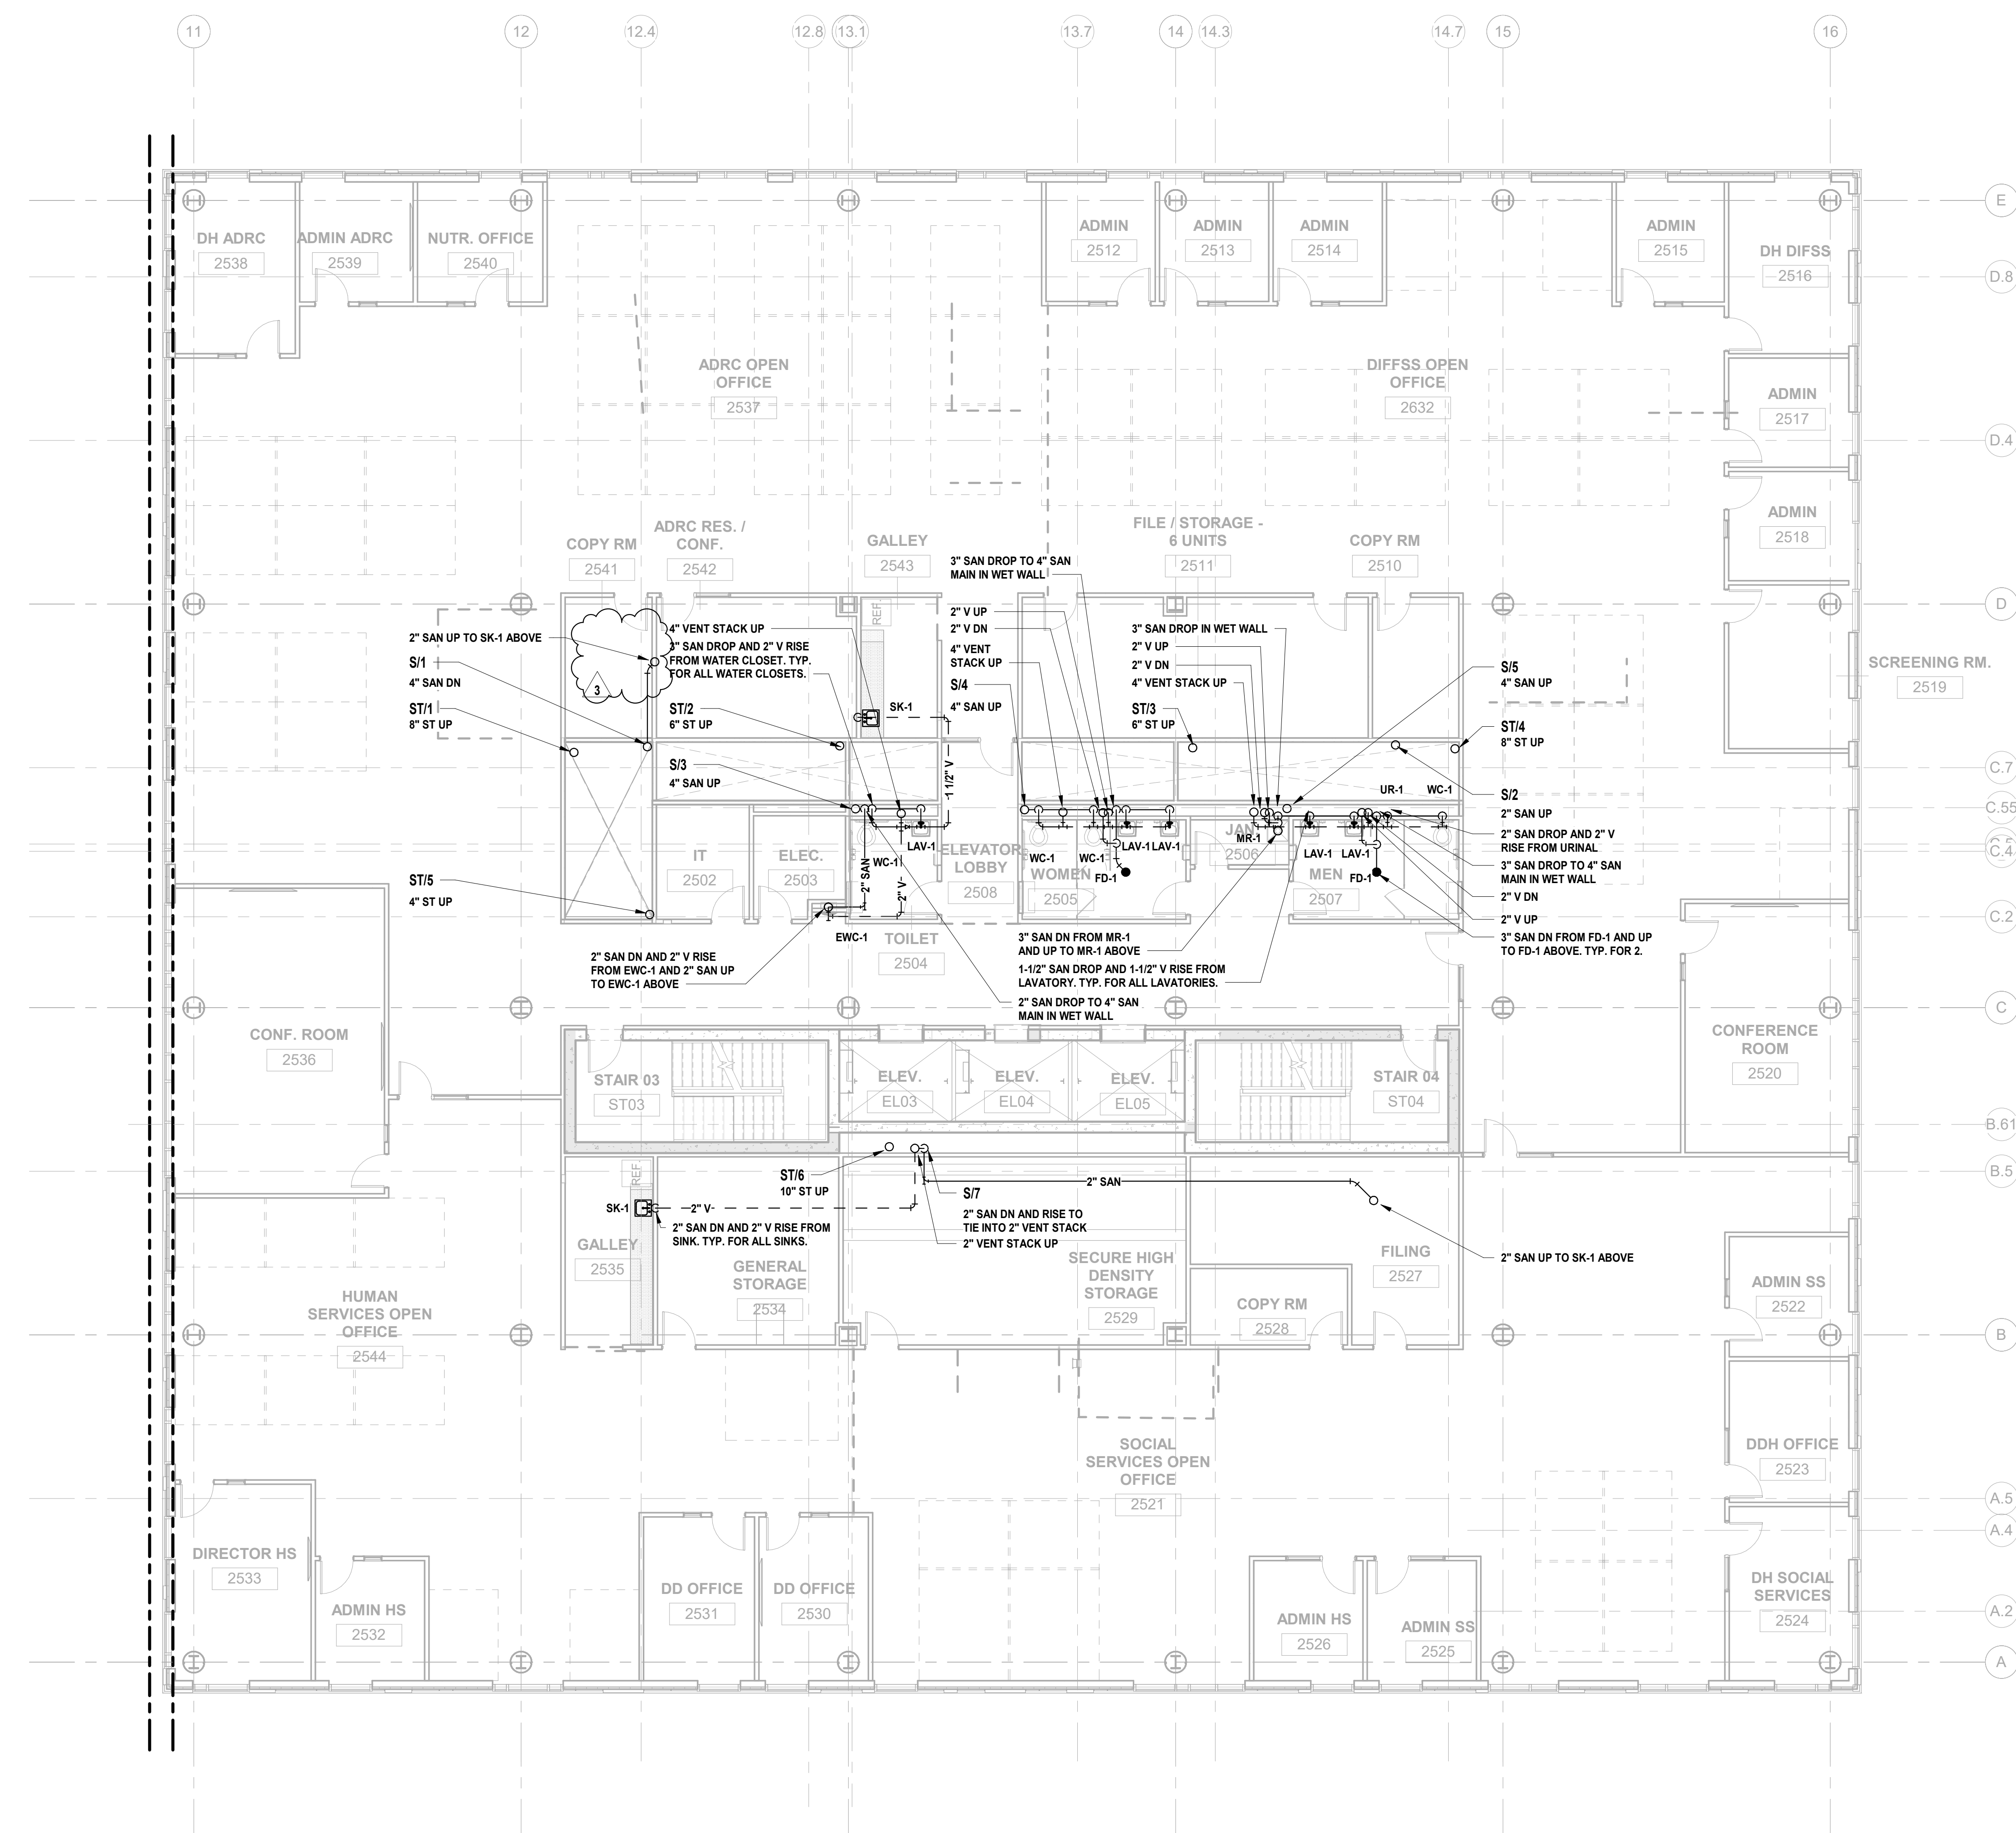 11
12
12.4
12.8
13.1
13.7
14
14.3
14.7
15
16
E
D.8
D.4
D
C.7
C.55
C.4
C.2
C
B.61
B.5
B
A.5
A.4
A.2
A
DH ADRC
2538
ADMIN ADRC
2539
NUTR. OFFICE
2540
ADMIN
2512
ADMIN
2513
ADMIN
2514
ADMIN
2515
DH DIFSS
2516
ADRC OPEN
OFFICE
2537
DIFFSS OPEN
OFFICE
2632
ADMIN
2517
ADMIN
2518
COPY RM
2541
ADRC RES. /
CONF.
2542
GALLEY
2543
REF.
FILE / STORAGE -
6 UNITS
2511
COPY RM
2510
SCREENING RM.
2519
2" SAN UP TO SK-1 ABOVE
S/1
4" SAN DN
ST/1
8" ST UP
3
4" VENT STACK UP
3" SAN DROP AND 2" V RISE
FROM WATER CLOSET. TYP.
FOR ALL WATER CLOSETS.
ST/2
6" ST UP
S/3
4" SAN UP
SK-1
1 1/2" V
3" SAN DROP TO 4" SAN
MAIN IN WET WALL
2" V UP
2" V DN
4" VENT
STACK UP
S/4
4" SAN UP
3" SAN DROP IN WET WALL
2" V UP
2" V DN
4" VENT STACK UP
ST/3
6" ST UP
S/5
4" SAN UP
ST/4
8" ST UP
S/2
2" SAN UP
2" SAN DROP AND 2" V
RISE FROM URINAL
3" SAN DROP TO 4" SAN
MAIN IN WET WALL
2" V DN
2" V UP
3" SAN DN FROM FD-1 AND UP
TO FD-1 ABOVE. TYP. FOR 2.
UR-1
WC-1
ST/5
4" ST UP
IT
2502
ELEC.
2503
2" SAN
WC-1
2" V
LAV-1
ELEVATOR
LOBBY
2508
WC-1
WOMEN
2505
WC-1
LAV-1
LAV-1
FD-1
JAN
2506
MR-1
LAV-1
LAV-1
MEN
2507
FD-1
EWC-1
TOILET
2504
2" SAN DN AND 2" V RISE
FROM EWC-1 AND 2" SAN UP
TO EWC-1 ABOVE
3" SAN DN FROM MR-1
AND UP TO MR-1 ABOVE
1-1/2" SAN DROP AND 1-1/2" V RISE FROM
LAVATORY. TYP. FOR ALL LAVATORIES.
2" SAN DROP TO 4" SAN
MAIN IN WET WALL
CONF. ROOM
2536
CONFERENCE
ROOM
2520
STAIR 03
ST03
ELEV.
EL03
ELEV.
EL04
ELEV.
EL05
STAIR 04
ST04
ST/6
10" ST UP
S/7
2" SAN DN AND RISE TO
TIE INTO 2" VENT STACK
2" VENT STACK UP
2" SAN
REF.
SK-1
2" V
2" SAN DN AND 2" V RISE FROM
SINK. TYP. FOR ALL SINKS.
2" SAN UP TO SK-1 ABOVE
GALLEY
2535
GENERAL
STORAGE
2534
SECURE HIGH
DENSITY
STORAGE
2529
COPY RM
2528
FILING
2527
ADMIN SS
2522
HUMAN
SERVICES OPEN
OFFICE
2544
DDH OFFICE
2523
SOCIAL
SERVICES OPEN
OFFICE
2521
DIRECTOR HS
2533
ADMIN HS
2532
DD OFFICE
2531
DD OFFICE
2530
ADMIN HS
2526
ADMIN SS
2525
DH SOCIAL
SERVICES
2524